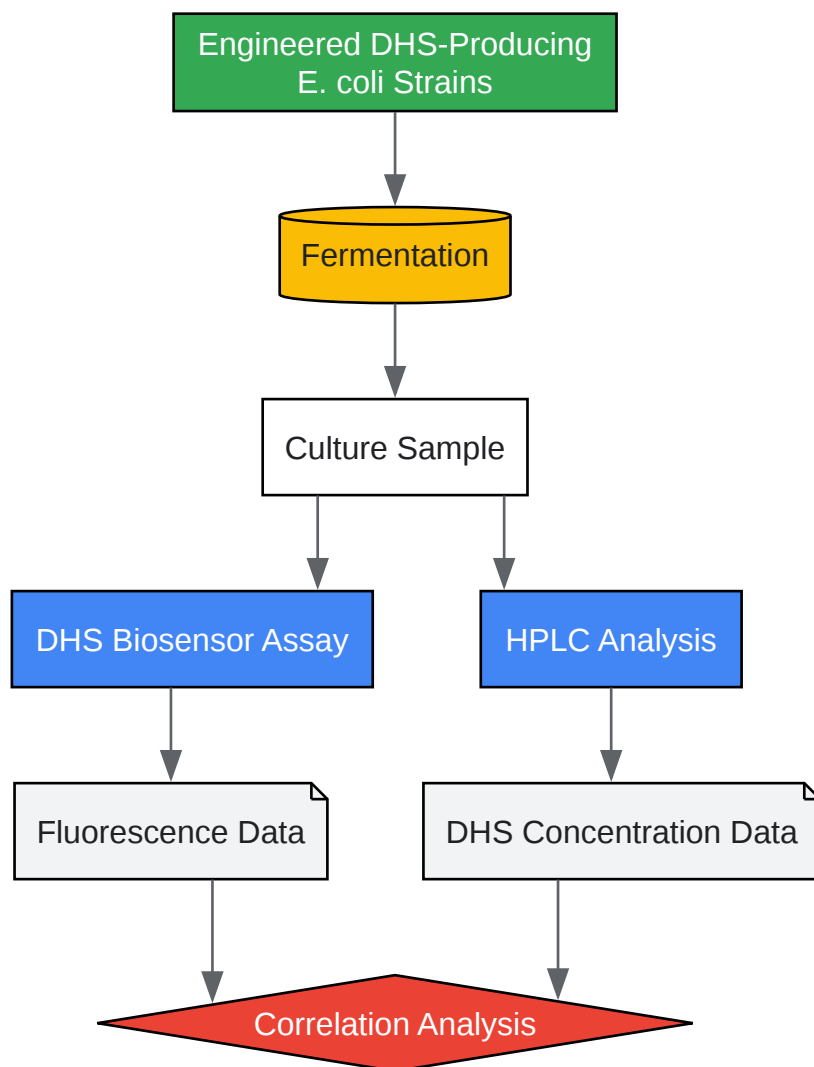 Engineered DHS-Producing
E. coli Strains
Fermentation
Culture Sample
DHS Biosensor Assay
HPLC Analysis
Fluorescence Data
DHS Concentration Data
Correlation Analysis